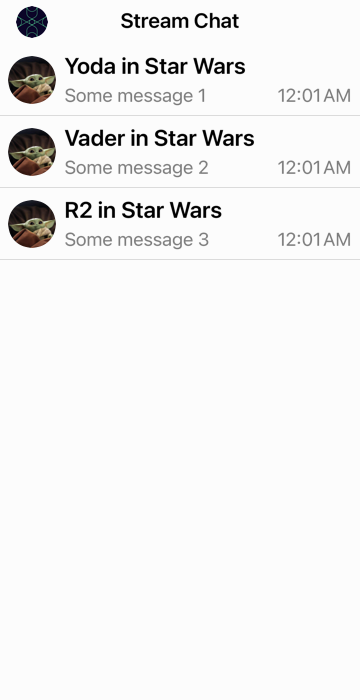 Stream Chat
Yoda in Star Wars
Some message 1 12:01 AM
Vader in Star Wars
Some message 2 12:01 AM
R2 in Star Wars
Some message 3 12:01 AM